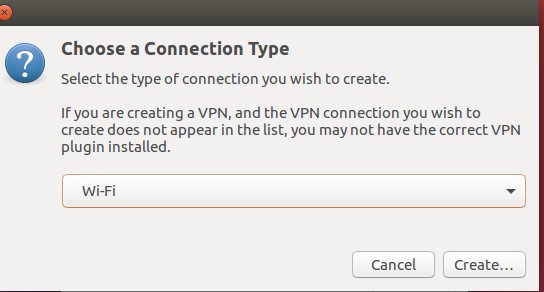 Choose a Connection Type
Select the type of connection you wish to create.
If you are creating a VPN, and the VPN connection you wish to
create does not appear in the list, you may not have the correct VPN
plugin installed.
Wi-Fi
Cancel
Create...